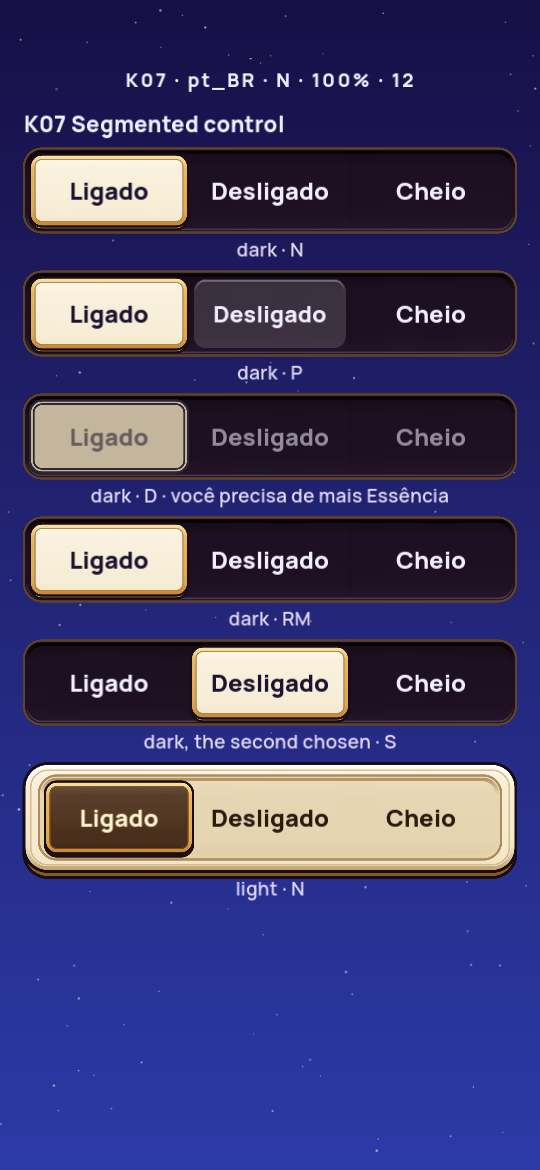 K07 · pt_BR · N · 100% · 12
K07 Segmented control
Ligado Desligado Cheio
dark · N
Ligado Desligado Cheio
dark · P
Ligado Desligado Cheio
dark · D · você precisa de mais Essência
Ligado Desligado Cheio
dark · RM
Ligado Desligado Cheio
dark, the second chosen · S
Ligado Desligado Cheio
light · N